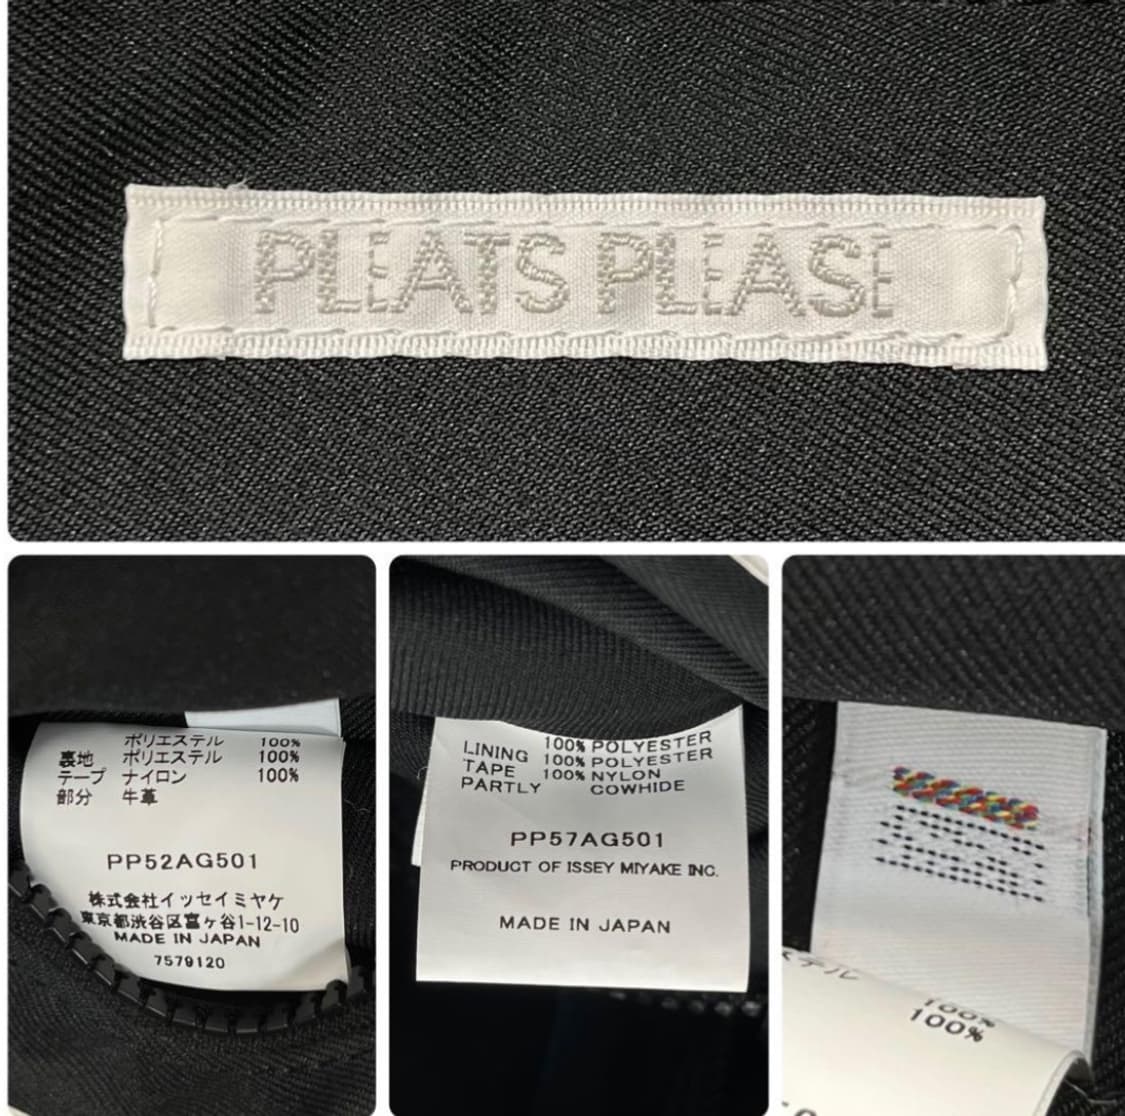 PLEATS PLEASE
ポリエステル 100%
裏地 ポリエステル 100%
テープ ナイロン 100%
部分 牛革
PP52AG501
株式会社イッセイミヤケ
東京都渋谷区富ヶ谷1-12-10
MADE IN JAPAN
7579120
100% POLYESTER
LINING 100% POLYESTER
TAPE 100% NYLON
PARTLY COWHIDE
PP57AG501
PRODUCT OF ISSEY MIYAKE INC.
MADE IN JAPAN
100%
100%